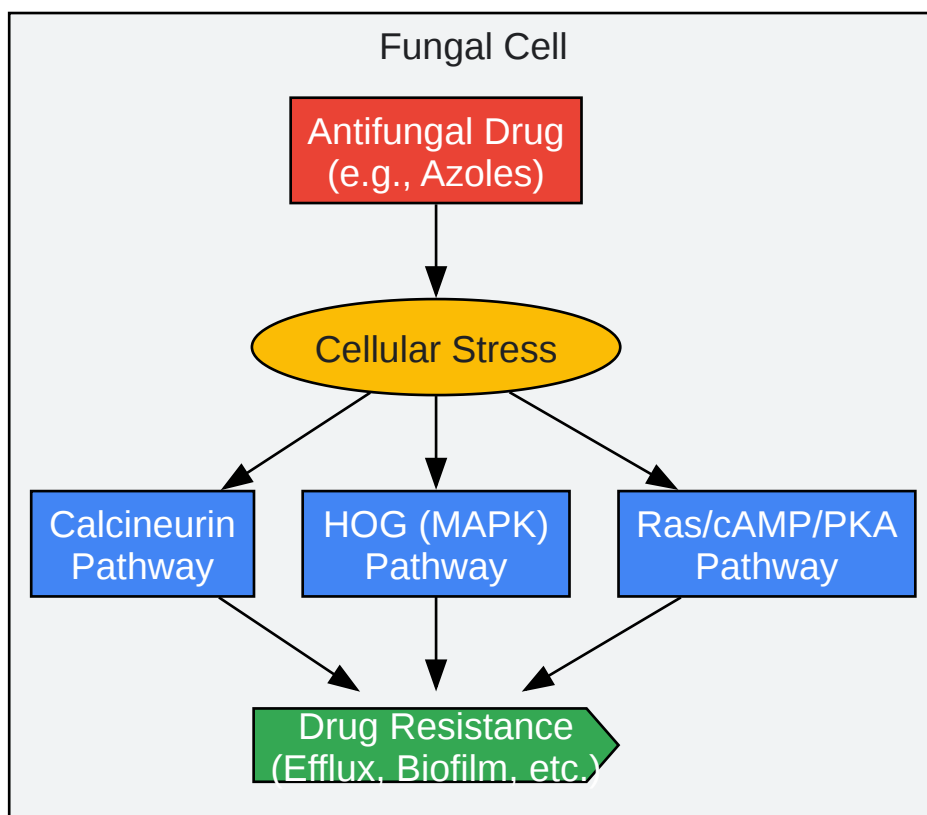 Fungal Cell
Antifungal Drug
(e.g., Azoles)
Cellular Stress
Calcineurin
Pathway
HOG (MAPK)
Pathway
Ras/cAMP/PKA
Pathway
Drug Resistance
(Efflux, Biofilm, etc.)